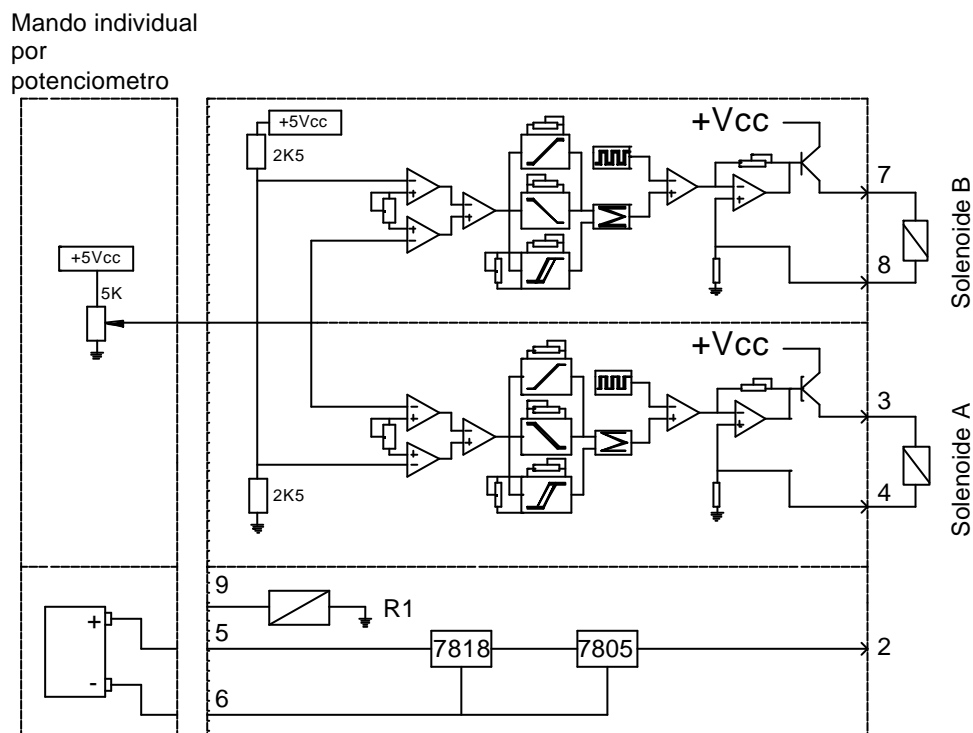 Mando individual
por
potenciometro
+5Vcc
2K5
+Vcc
7
8
Solenoide B
+5Vcc
5K
+Vcc
3
4
Solenoide A
2K5
9
R1
+
5
7818
7805
2
-
6